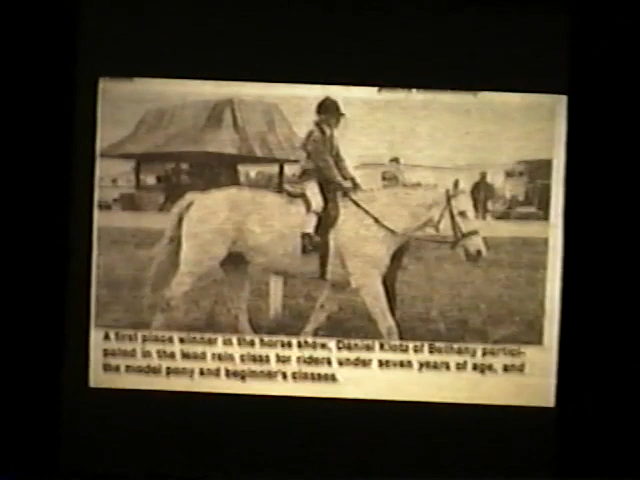 A first place winner in the horse show, Daniel Klotz of Bethany partici-
pated in the lead rein class for riders under seven years of age, and
the model pony and beginner's classes.